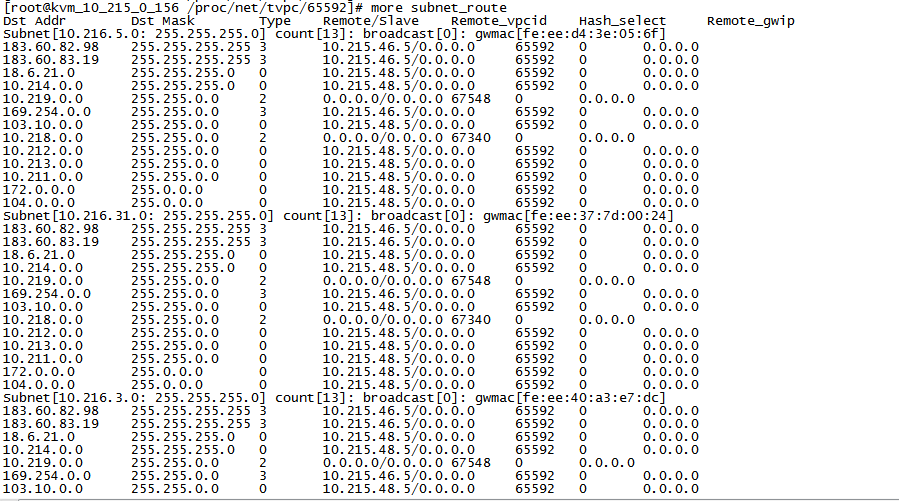 [root@kvm_10_215_0_156 /proc/net/tvpc/65592]# more subnet_route
Dst Addr Dst Mask Type Remote/Slave Remote_vpcid Hash_select Remote_gwip
Subnet[10.216.5.0: 255.255.255.0] count[13]: broadcast[0]: gwmac[fe:ee:d4:3e:05:6f]
183.60.82.98 255.255.255.255 3 10.215.46.5/0.0.0.0 65592 0 0.0.0.0
183.60.83.19 255.255.255.255 3 10.215.46.5/0.0.0.0 65592 0 0.0.0.0
18.6.21.0 255.255.255.0 0 10.215.48.5/0.0.0.0 65592 0 0.0.0.0
10.214.0.0 255.255.255.0 0 10.215.48.5/0.0.0.0 65592 0 0.0.0.0
10.219.0.0 255.255.0.0 2 0.0.0.0/0.0.0.0 67548 0 0.0.0.0
169.254.0.0 255.255.0.0 3 10.215.46.5/0.0.0.0 65592 0 0.0.0.0
103.10.0.0 255.255.0.0 0 10.215.48.5/0.0.0.0 65592 0 0.0.0.0
10.218.0.0 255.255.0.0 2 0.0.0.0/0.0.0.0 67340 0 0.0.0.0
10.212.0.0 255.255.0.0 0 10.215.48.5/0.0.0.0 65592 0 0.0.0.0
10.213.0.0 255.255.0.0 0 10.215.48.5/0.0.0.0 65592 0 0.0.0.0
10.211.0.0 255.255.0.0 0 10.215.48.5/0.0.0.0 65592 0 0.0.0.0
172.0.0.0 255.0.0.0 0 10.215.48.5/0.0.0.0 65592 0 0.0.0.0
104.0.0.0 255.0.0.0 0 10.215.48.5/0.0.0.0 65592 0 0.0.0.0
Subnet[10.216.31.0: 255.255.255.0] count[13]: broadcast[0]: gwmac[fe:ee:37:7d:00:24]
183.60.82.98 255.255.255.255 3 10.215.46.5/0.0.0.0 65592 0 0.0.0.0
183.60.83.19 255.255.255.255 3 10.215.46.5/0.0.0.0 65592 0 0.0.0.0
18.6.21.0 255.255.255.0 0 10.215.48.5/0.0.0.0 65592 0 0.0.0.0
10.214.0.0 255.255.255.0 0 10.215.48.5/0.0.0.0 65592 0 0.0.0.0
10.219.0.0 255.255.0.0 2 0.0.0.0/0.0.0.0 67548 0 0.0.0.0
169.254.0.0 255.255.0.0 3 10.215.46.5/0.0.0.0 65592 0 0.0.0.0
103.10.0.0 255.255.0.0 0 10.215.48.5/0.0.0.0 65592 0 0.0.0.0
10.218.0.0 255.255.0.0 2 0.0.0.0/0.0.0.0 67340 0 0.0.0.0
10.212.0.0 255.255.0.0 0 10.215.48.5/0.0.0.0 65592 0 0.0.0.0
10.213.0.0 255.255.0.0 0 10.215.48.5/0.0.0.0 65592 0 0.0.0.0
10.211.0.0 255.255.0.0 0 10.215.48.5/0.0.0.0 65592 0 0.0.0.0
172.0.0.0 255.0.0.0 0 10.215.48.5/0.0.0.0 65592 0 0.0.0.0
104.0.0.0 255.0.0.0 0 10.215.48.5/0.0.0.0 65592 0 0.0.0.0
Subnet[10.216.3.0: 255.255.255.0] count[13]: broadcast[0]: gwmac[fe:ee:40:a3:e7:dc]
183.60.82.98 255.255.255.255 3 10.215.46.5/0.0.0.0 65592 0 0.0.0.0
183.60.83.19 255.255.255.255 3 10.215.46.5/0.0.0.0 65592 0 0.0.0.0
18.6.21.0 255.255.255.0 0 10.215.48.5/0.0.0.0 65592 0 0.0.0.0
10.214.0.0 255.255.255.0 0 10.215.48.5/0.0.0.0 65592 0 0.0.0.0
10.219.0.0 255.255.0.0 2 0.0.0.0/0.0.0.0 67548 0 0.0.0.0
169.254.0.0 255.255.0.0 3 10.215.46.5/0.0.0.0 65592 0 0.0.0.0
103.10.0.0 255.255.0.0 0 10.215.48.5/0.0.0.0 65592 0 0.0.0.0